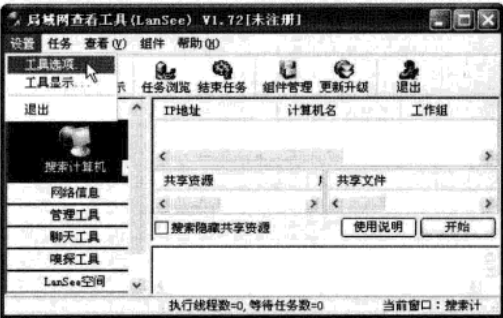 局域网查看工具(LanSee) V1.72[未注册]
设置 任务 查看(V) 组件 帮助(H)
工具选项
工具显示...
退出
示 任务浏览 结束任务 组件管理 更新升级 退出
IP地址 计算机名 工作组
搜索计算机
网络信息
管理工具
聊天工具
嗅探工具
LanSee空间
共享资源 共享文件
搜索隐藏共享资源 使用说明 开始
执行线程数=0,等待任务数=0 当前窗口：搜索计